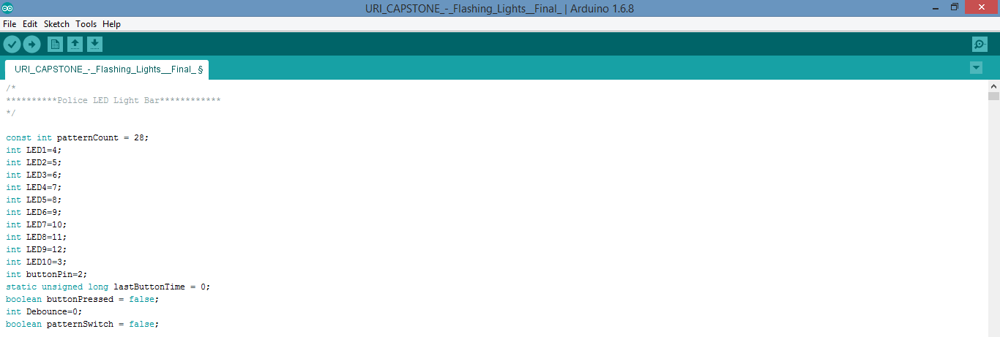 URI_CAPSTONE_-_Flashing_Lights__Final_ | Arduino 1.6.8
File Edit Sketch Tools Help
URI_CAPSTONE_-_Flashing_Lights__Final_ §
/*
**********Police LED Light Bar************
*/
const int patternCount = 28;
int LED1=4;
int LED2=5;
int LED3=6;
int LED4=7;
int LED5=8;
int LED6=9;
int LED7=10;
int LED8=11;
int LED9=12;
int LED10=3;
int buttonPin=2;
static unsigned long lastButtonTime = 0;
boolean buttonPressed = false;
int Debounce=0;
boolean patternSwitch = false;